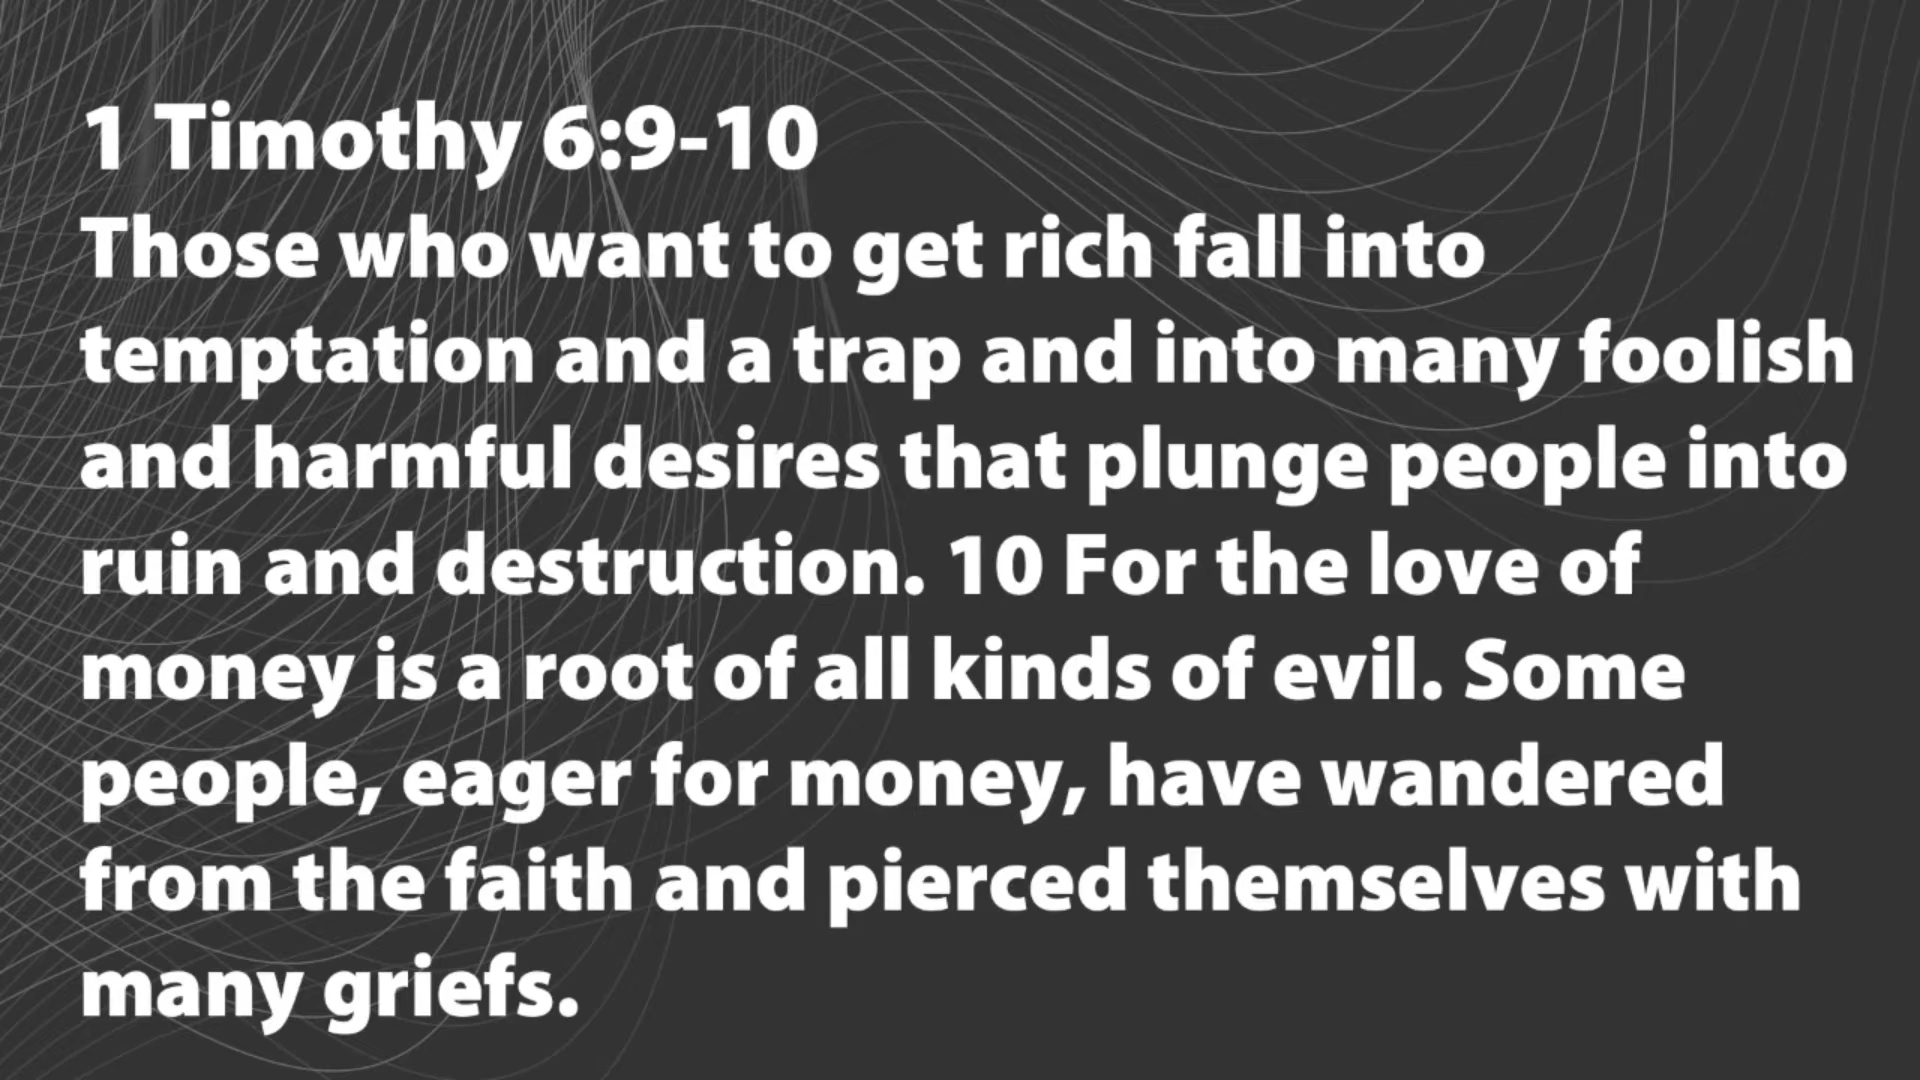 1 Timothy 6:9-10
Those who want to get rich fall into
temptation and a trap and into many foolish
and harmful desires that plunge people into
ruin and destruction. 10 For the love of
money is a root of all kinds of evil. Some
people, eager for money, have wandered
from the faith and pierced themselves with
many griefs.